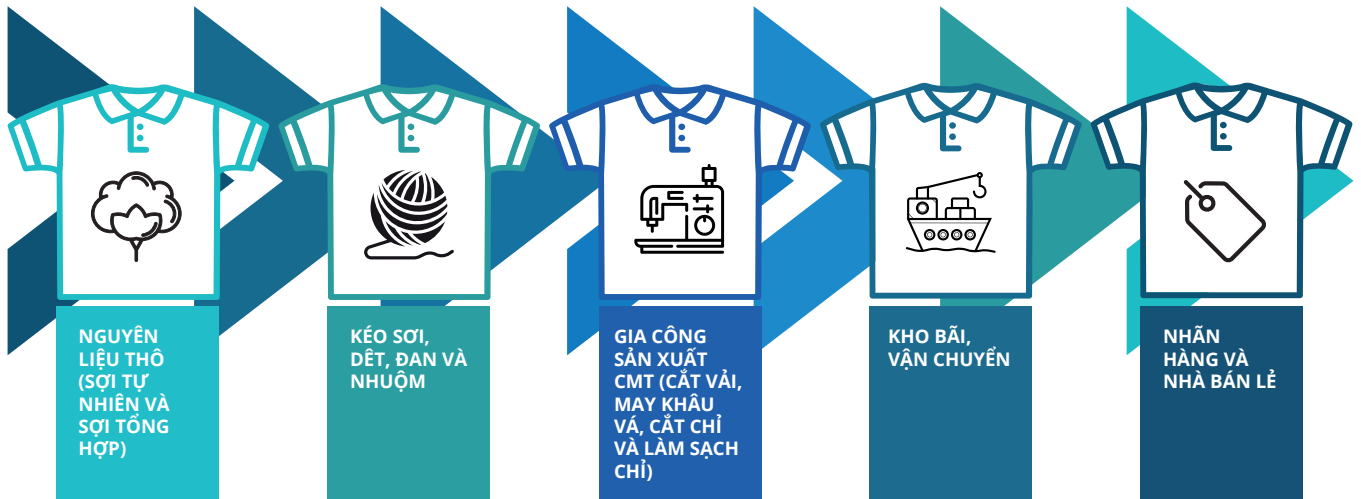 NGUYÊN
LIỆU THÔ
(SỢI TỰ
NHIÊN VÀ
SỢI TỔNG
HỢP)
KÉO SƠI,
DÊT, ĐAN VÀ
NHUỘM
GIA CÔNG
SẢN XUẤT
CMT (CẮT VẢI,
MAY KHÂU
VÁ, CẮT CHỈ
VÀ LÀM SẠCH
CHỈ)
KHO BÃI,
VẬN CHUYỂN
NHÃN
HÀNG VÀ
NHÀ BÁN LẺ